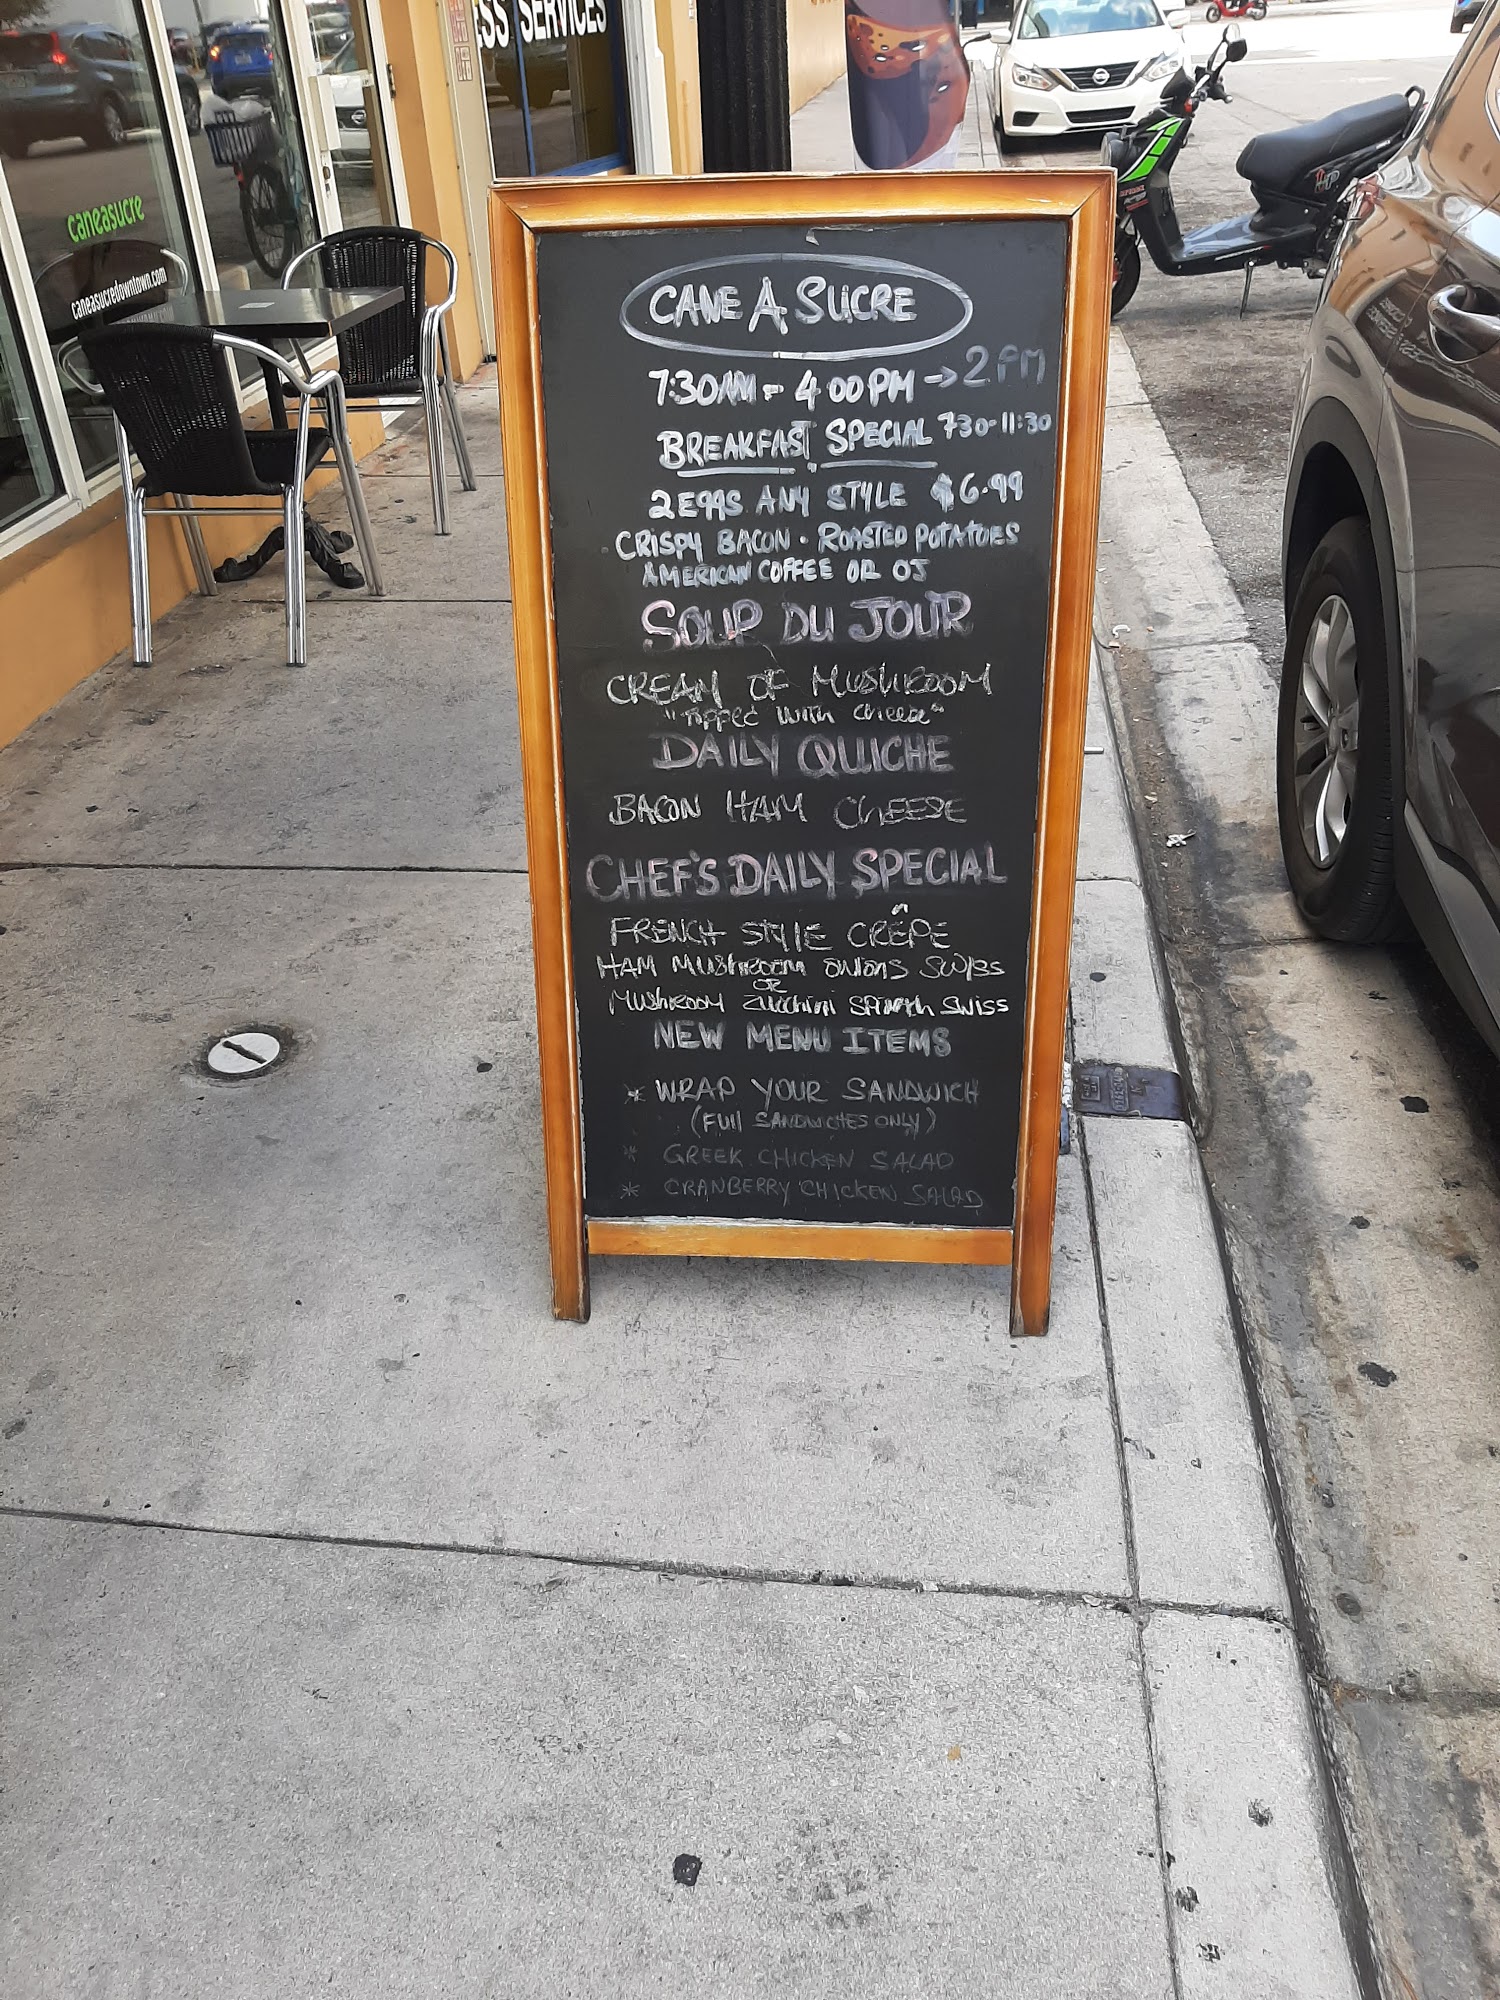 ESS SERVICES
caneasucre
caneasucredowntown.com
CANE A SUCRE
7:30AM - 4:00PM → 2PM
BREAKFAST SPECIAL 730-11:30
2 EGGS ANY STYLE $6.99
CRISPY BACON • ROASTED POTATOES
AMERICAN COFFEE OR OJ
SOUP DU JOUR
CREAM OF MUSHROOM
"Topped with cheese"
DAILY QUICHE
BACON HAM CHEESE
CHEF'S DAILY SPECIAL
FRENCH STYLE CRÊPE
HAM MUSHROOM ONIONS SWISS
OR
MUSHROOM ZUCCHINI SPINACH SWISS
NEW MENU ITEMS
* WRAP YOUR SANDWICH
(FUll SANDWICHES ONLY)
* GREEK CHICKEN SALAD
* CRANBERRY CHICKEN SALAD